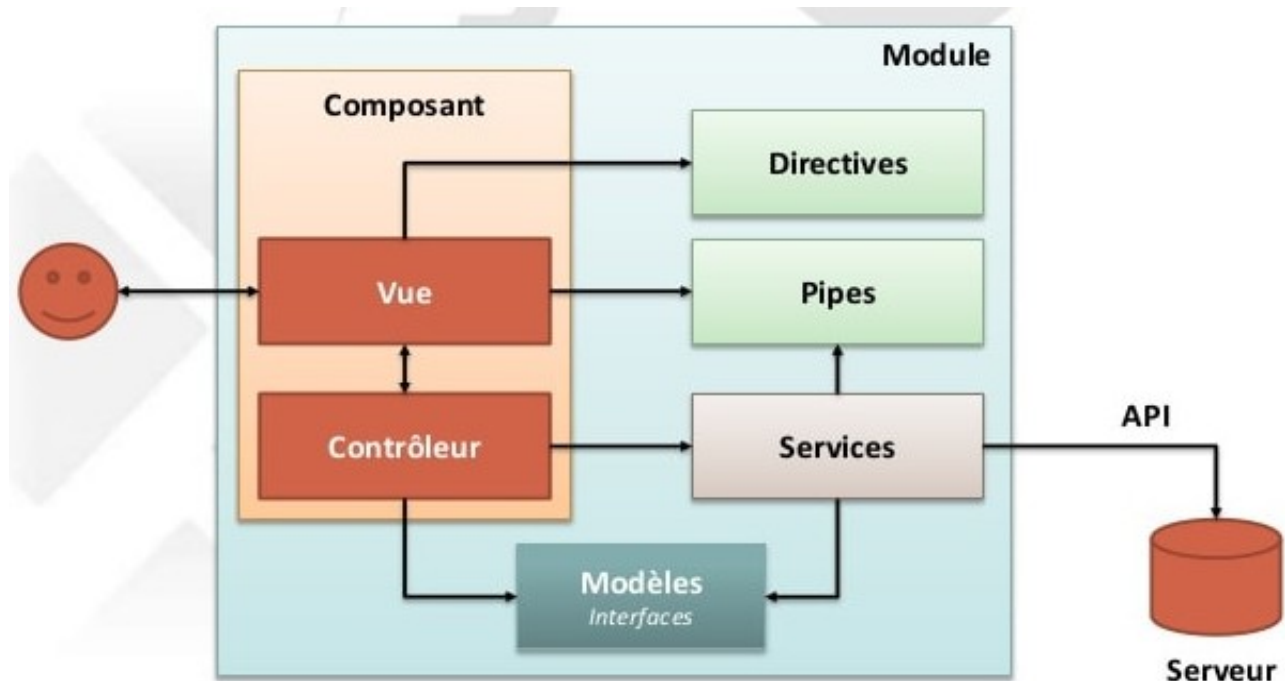 Module
Composant
Directives
Vue
Pipes
Contrôleur
Services
API
Modèles
Interfaces
Serveur